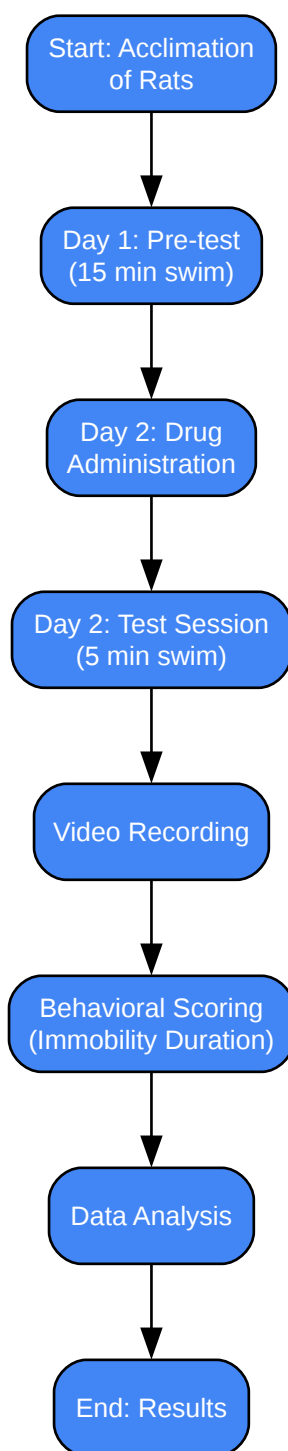 Start: Acclimation
of Rats
Day 1: Pre-test
(15 min swim)
Day 2: Drug
Administration
Day 2: Test Session
(5 min swim)
Video Recording
Behavioral Scoring
(Immobility Duration)
Data Analysis
End: Results